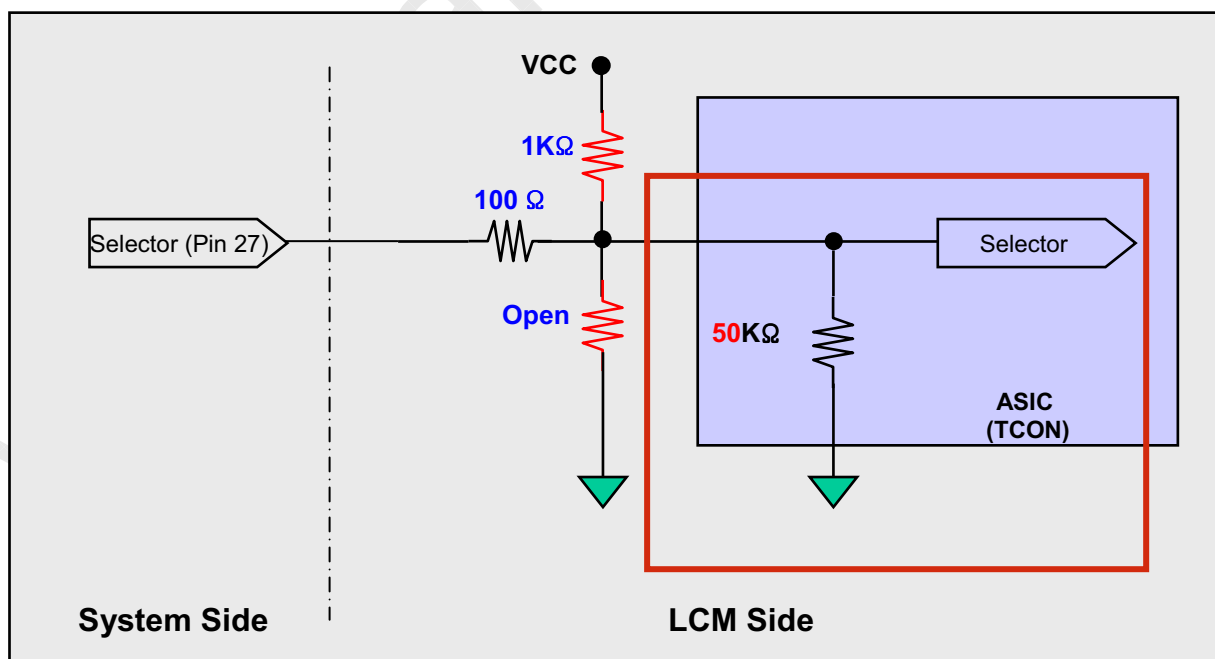 VCC
1KΩ
100 Ω
Selector (Pin 27)
Selector
Open
50KΩ
ASIC
(TCON)
System Side
LCM Side